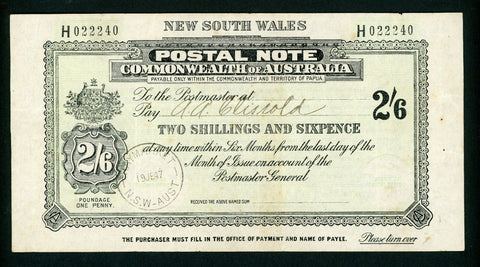 NEW SOUTH WALES
H022240 H022240
POSTAL NOTE
COMMONWEALTH OF AUSTRALIA
PAYABLE ONLY WITHIN THE COMMONWEALTH AND TERRITORY OF PAPUA.
To the Postmaster at
Pay
2/6
TWO SHILLINGS AND SIXPENCE
at any time within Six Months from the last day of the
Month of Issue on account of the
Postmaster General
2/6
19JE47
N.S.W-AUST
POUNDAGE
ONE PENNY.
RECEIVED THE ABOVE NAMED SUM
THE PURCHASER MUST FILL IN THE OFFICE OF PAYMENT AND NAME OF PAYEE. Please turn over